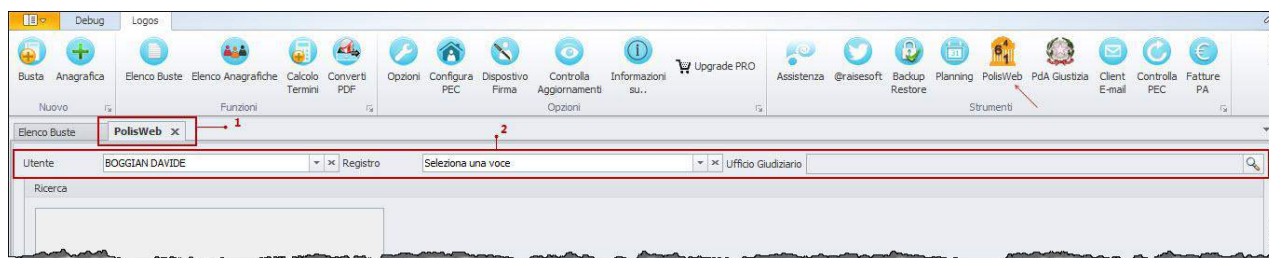 Debug Logos
Busta Anagrafica Elenco Buste Elenco Anagrafiche Calcolo Termini Converti PDF Opzioni Configura PEC Dispositivo Firma Controlla Aggiornamenti Informazioni su.. Upgrade PRO Assistenza @raisesoft Backup Restore Planning PolisWeb PdA Giustizia Client E-mail Controlla PEC Fatture PA
Nuovo Funzioni Opzioni Strumenti
Elenco Buste PolisWeb 1
2
Utente BOGGIAN DAVIDE Registro Seleziona una voce Ufficio Giudiziario
Ricerca